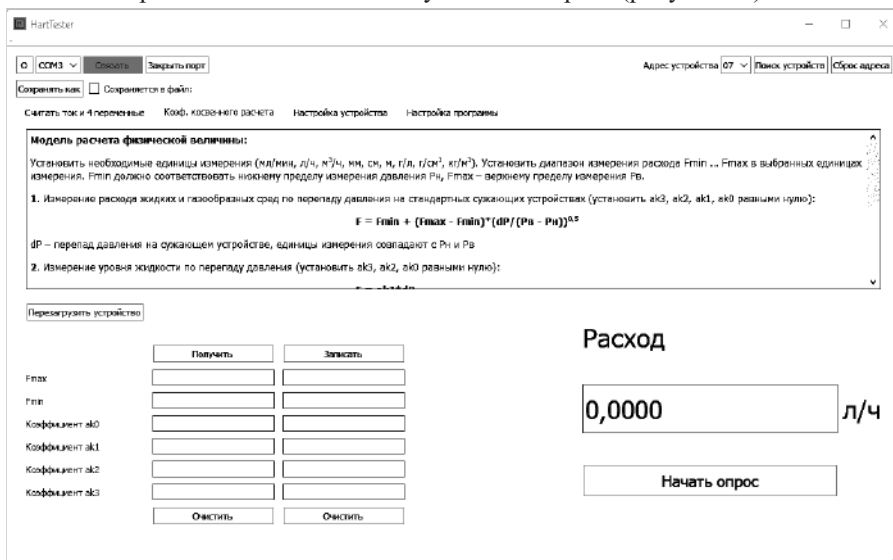 HartTester
О COM3 Связать Закрыть порт Адрес устройства 07 Поиск устройств Сброс адреса
Сохранять как Сохраняется в файл:
Считать ток и 4 переменные Коэф. косвенного расчета Настройка устройства Настройка программы
Модель расчета физической величины:
Установить необходимые единицы измерения (мл/мин, л/ч, м³/ч, мм, см, м, г/л, г/см³, кг/м³). Установить диапазон измерения расхода Fmin ... Fmax в выбранных единицах
измерения. Fmin должно соответствовать нижнему пределу измерения давления Рн, Fmax – верхнему пределу измерения Рв.
1. Измерение расхода жидких и газообразных сред по перепаду давления на стандартных сужающих устройствах (установить ak3, ak2, ak1, ak0 равными нулю):
F = Fmin + (Fmax - Fmin)*(dP/(Рв - Рн))⁰·⁵
dP – перепад давления на сужающем устройстве, единицы измерения совпадают с Рн и Рв
2. Измерение уровня жидкости по перепаду давления (установить ak3, ak2, ak0 равными нулю):
Перезагрузить устройство
Расход
Получить Записать
Fmax
Fmin
0,0000 л/ч
Коэффициент ak0
Коэффициент ak1
Коэффициент ak2
Начать опрос
Коэффициент ak3
Очистить Очистить